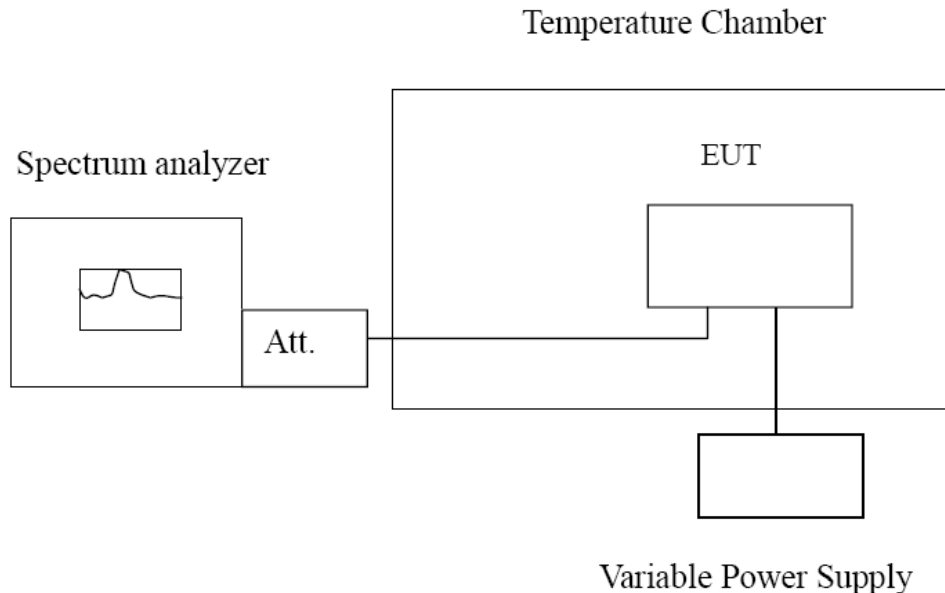 Temperature Chamber
Spectrum analyzer
EUT
Att.
Variable Power Supply